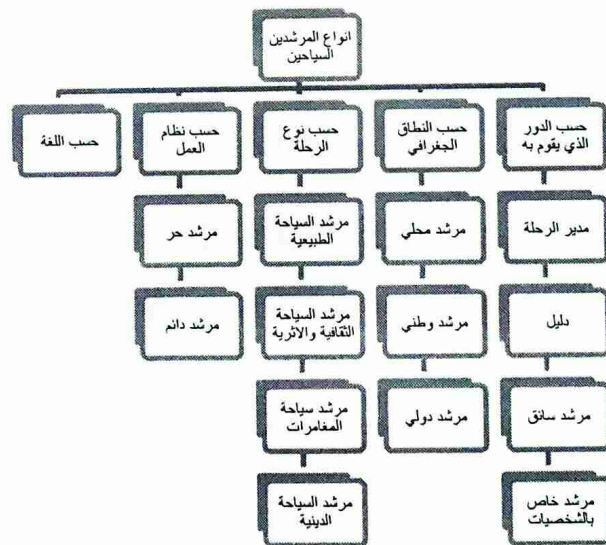 انواع المرشدين
السياحين
حسب الدور
الذي يقوم به
حسب النطاق
الجغرافي
حسب نوع
الرحلة
حسب نظام
العمل
حسب اللغة
مدير الرحلة
مرشد محلي
مرشد السياحة
الطبيعية
مرشد حر
دليل
مرشد وطني
مرشد السياحة
الثقافية والاثرية
مرشد دائم
مرشد سائق
مرشد دولي
مرشد سياحة
المغامرات
مرشد خاص
بالشخصيات
مرشد السياحة
الدينية